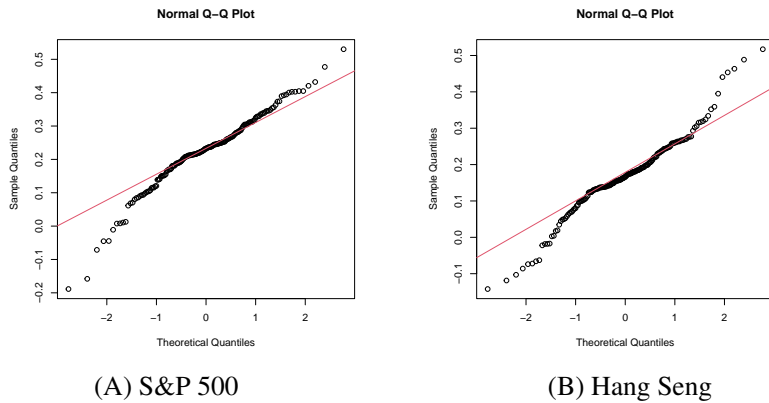 Normal Q−Q Plot
Sample Quantiles
0.5
0.4
0.3
0.2
0.1
0.0
−0.1
−0.2
−2 −1 0 1 2
Theoretical Quantiles
(A) S&P 500
Normal Q−Q Plot
Sample Quantiles
0.5
0.4
0.3
0.2
0.1
0.0
−0.1
−2 −1 0 1 2
Theoretical Quantiles
(B) Hang Seng